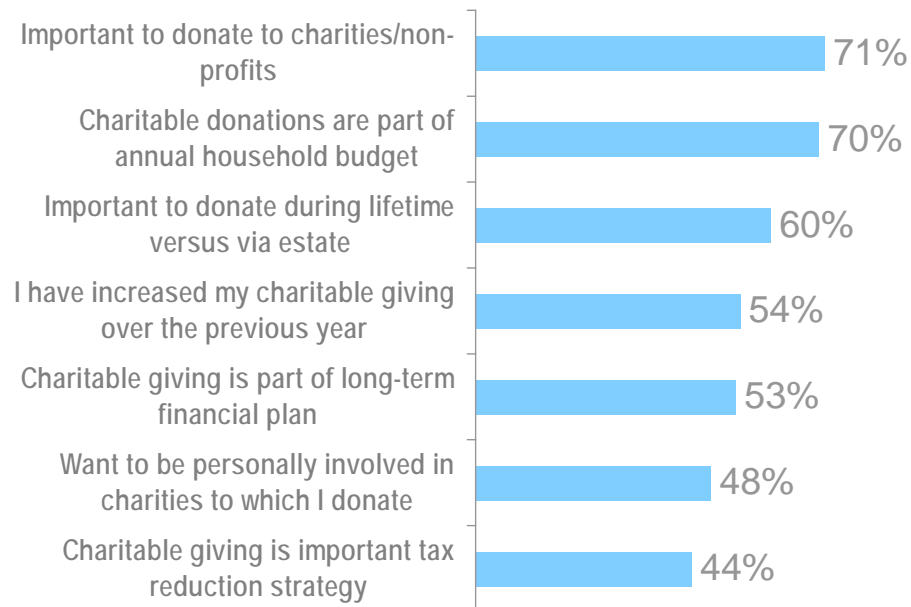 Important to donate to charities/non-
profits
71%
Charitable donations are part of
annual household budget
70%
Important to donate during lifetime
versus via estate
60%
I have increased my charitable giving
over the previous year
54%
Charitable giving is part of long-term
financial plan
53%
Want to be personally involved in
charities to which I donate
48%
Charitable giving is important tax
reduction strategy
44%